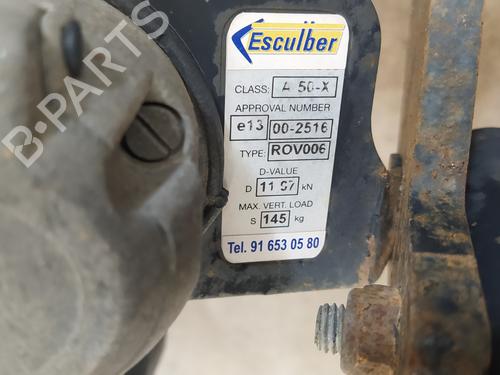 B-PARTS
Esculber
CLASS: A 50-X
APPROVAL NUMBER
e13 00-2516
TYPE: ROV006
D-VALUE
D 11 97 kN
MAX. VERT. LOAD
S 145 kg
Tel. 91 653 05 80